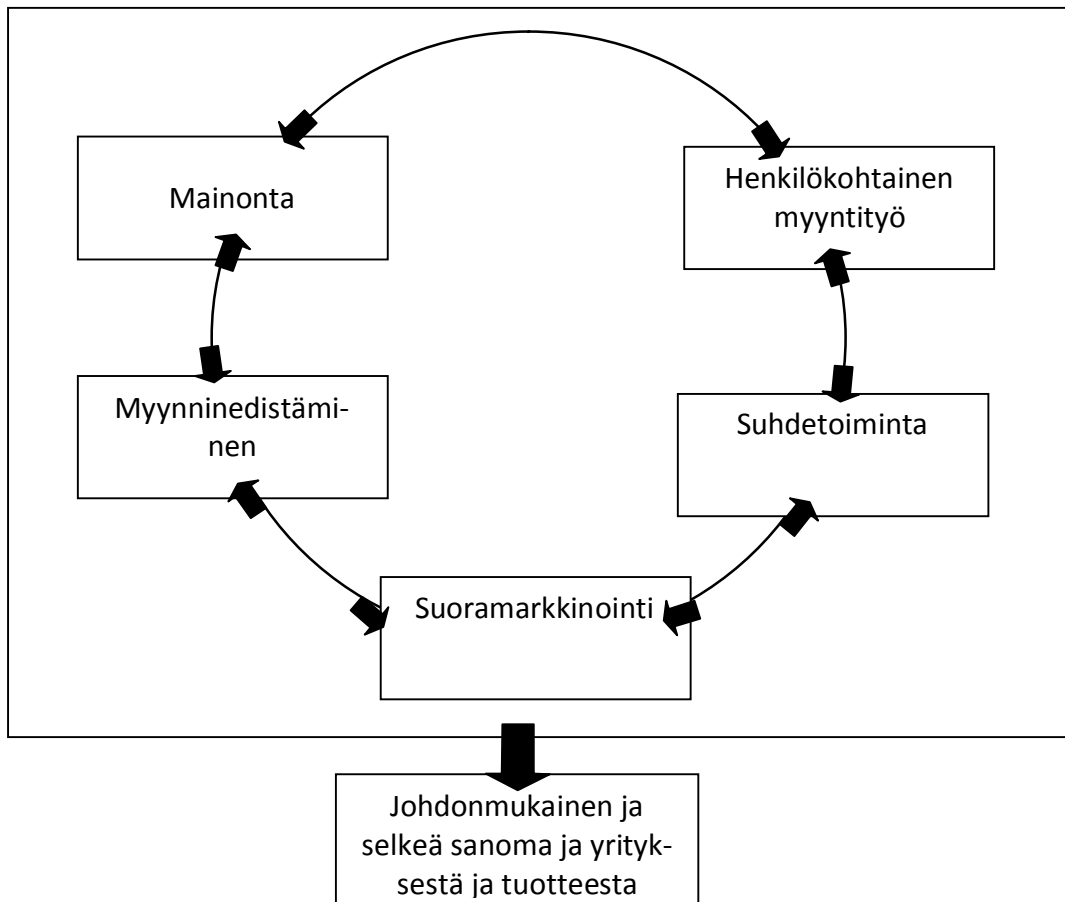 Mainonta
Henkilökohtainen
myyntityö
Myynninedistämi-
nen
Suhdetoiminta
Suoramarkkinointi
Johdonmukainen ja
selkeä sanoma ja yrityk-
sestä ja tuotteesta